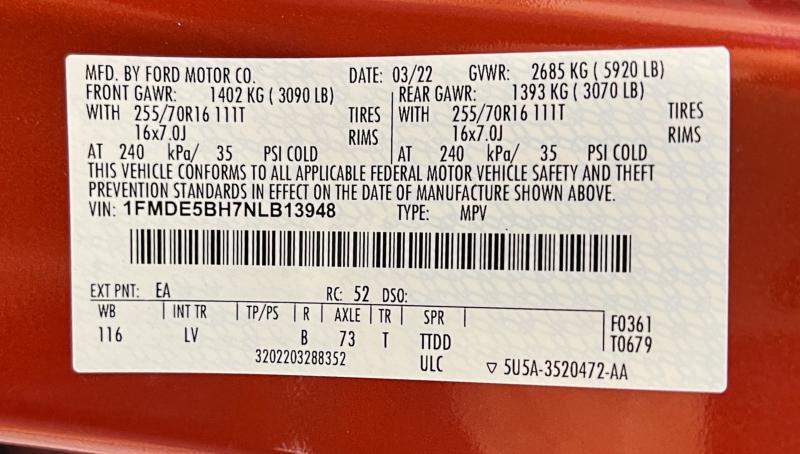 MFD. BY FORD MOTOR CO. DATE: 03/22 GVWR: 2685 KG ( 5920 LB)
FRONT GAWR: 1402 KG ( 3090 LB) REAR GAWR: 1393 KG ( 3070 LB)
WITH 255/70R16 111T TIRES WITH 255/70R16 111T TIRES
16x7.0J RIMS 16x7.0J RIMS
AT 240 kPa/ 35 PSI COLD AT 240 kPa/ 35 PSI COLD
THIS VEHICLE CONFORMS TO ALL APPLICABLE FEDERAL MOTOR VEHICLE SAFETY AND THEFT
PREVENTION STANDARDS IN EFFECT ON THE DATE OF MANUFACTURE SHOWN ABOVE.
VIN: 1FMDE5BH7NLB13948 TYPE: MPV
EXT PNT: EA RC: 52 DSO:
WB INT TR TP/PS R AXLE TR SPR F0361
116 LV B 73 T TTDD T0679
3202203288352 ULC ▽ 5U5A-3520472-AA